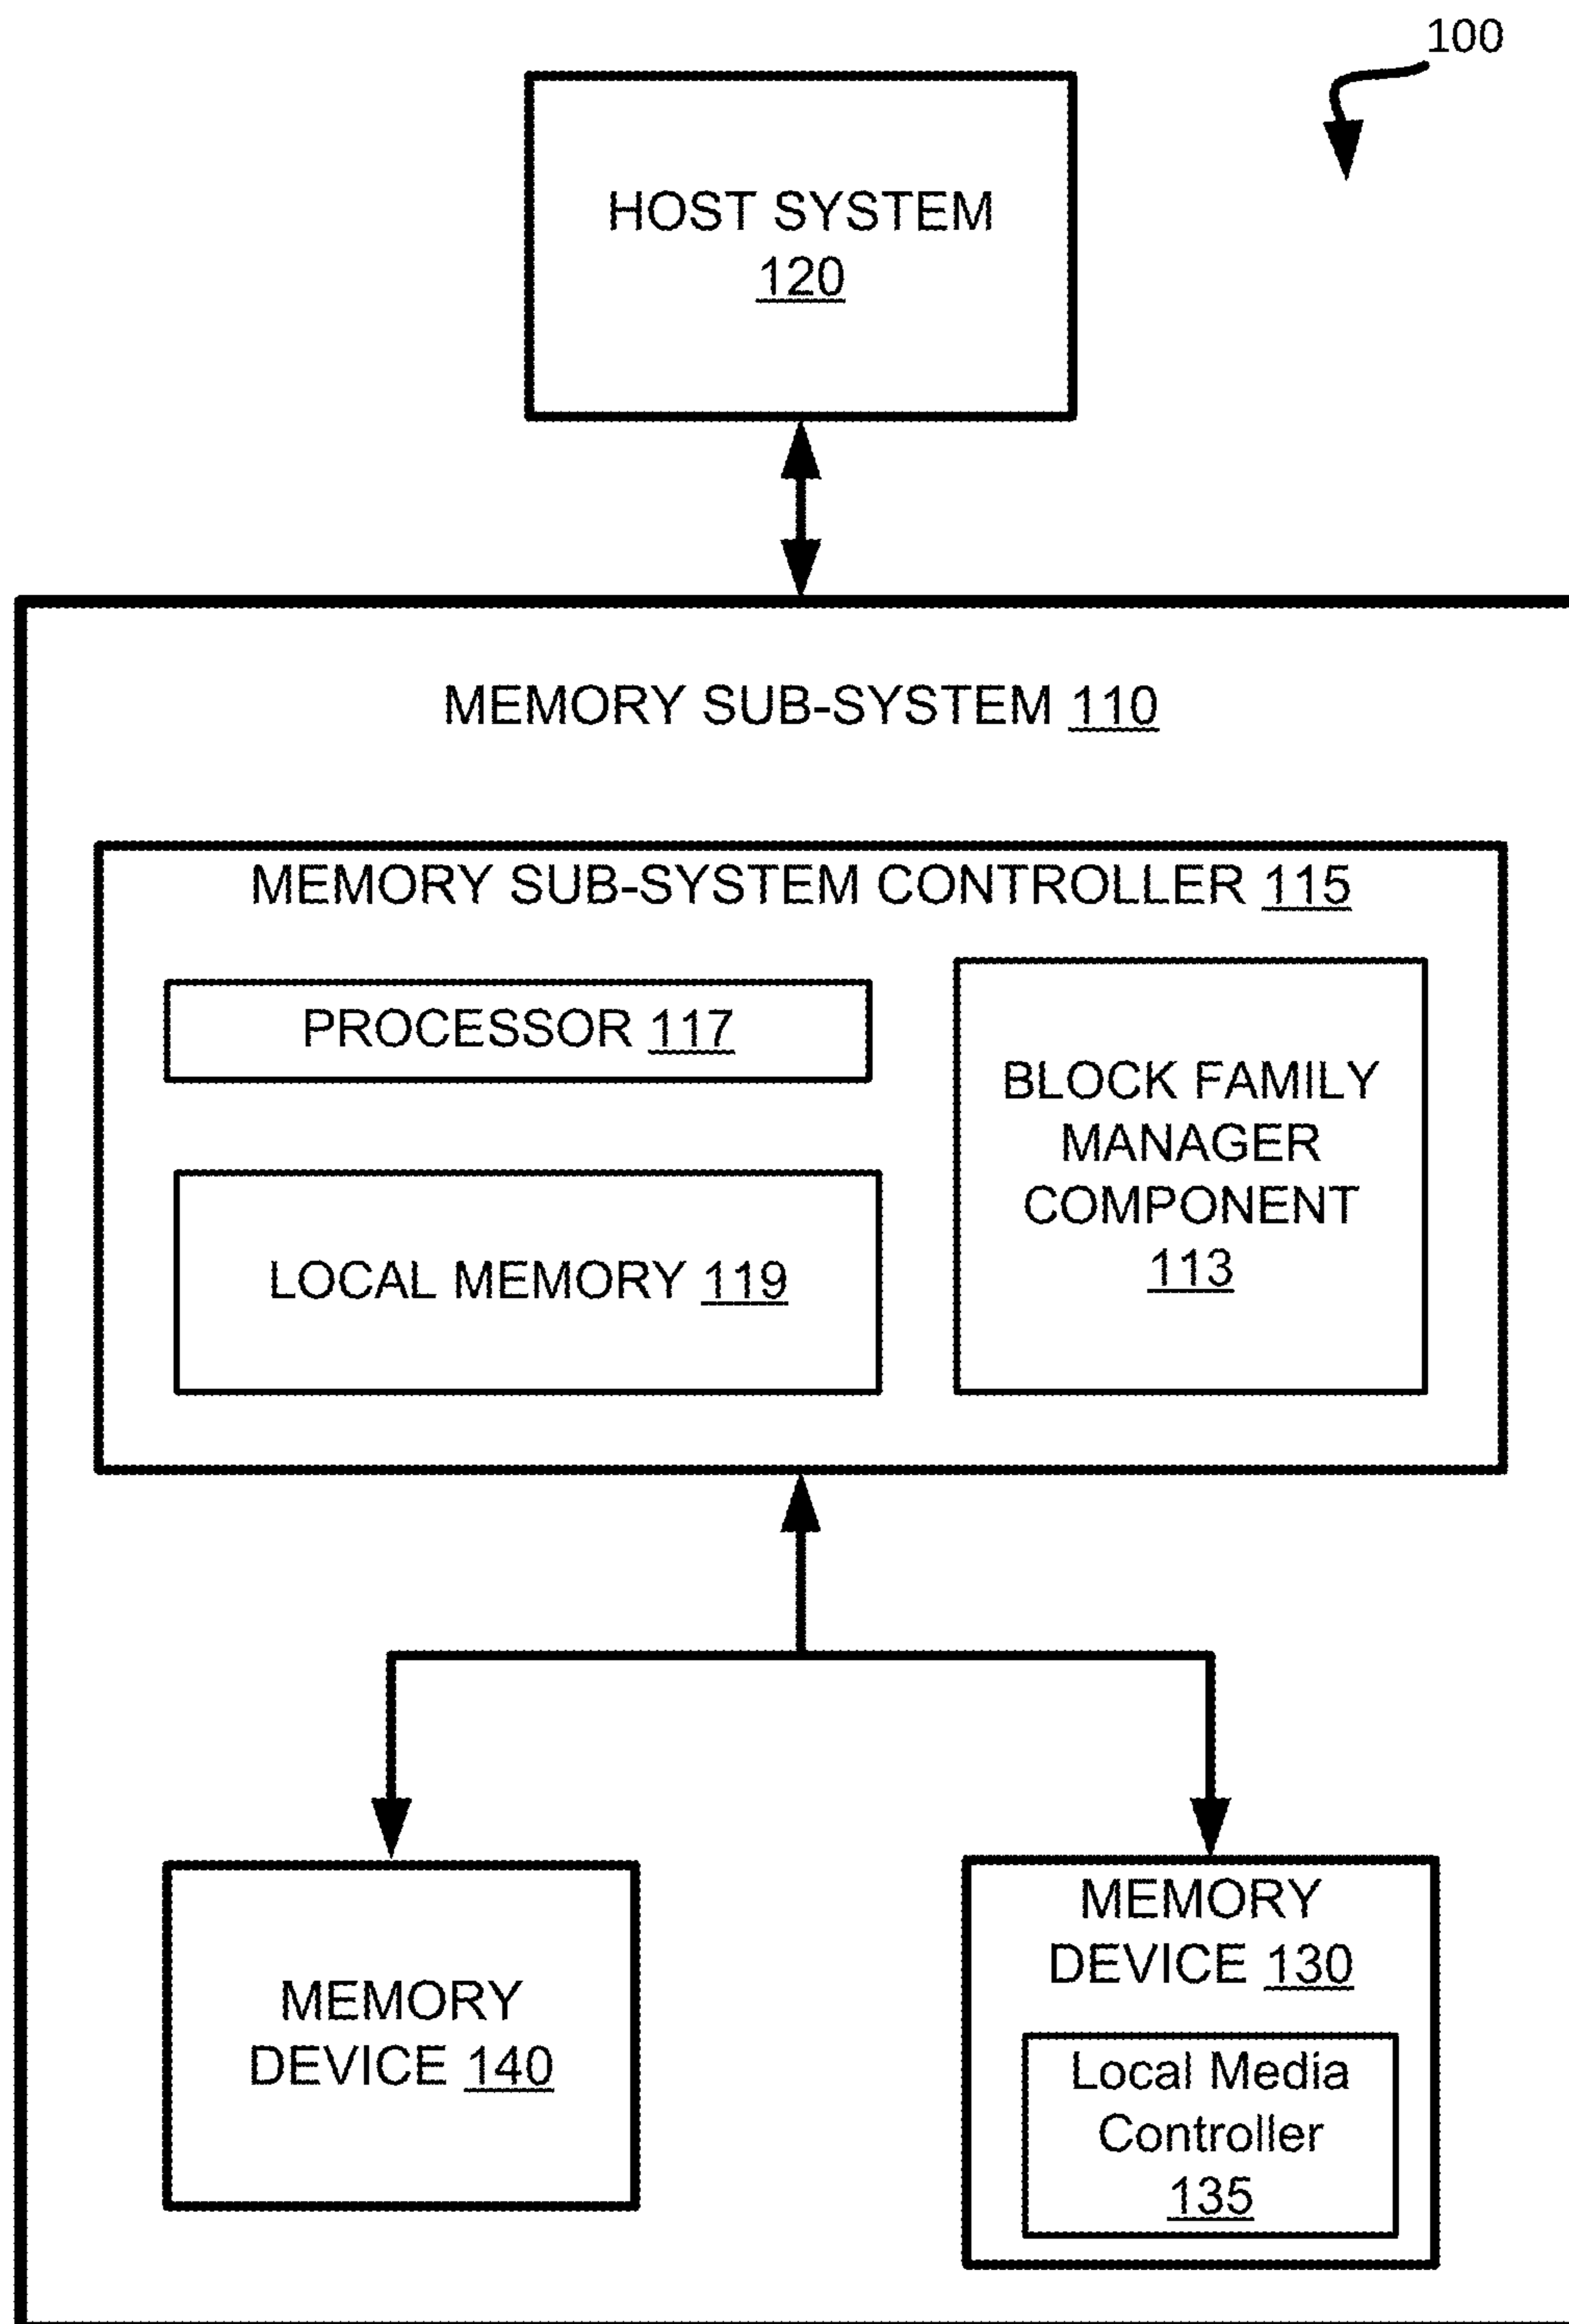 100
HOST SYSTEM
120
MEMORY SUB-SYSTEM 110
MEMORY SUB-SYSTEM CONTROLLER 115
PROCESSOR 117
LOCAL MEMORY 119
BLOCK FAMILY
MANAGER
COMPONENT
113
MEMORY
DEVICE 140
MEMORY
DEVICE 130
Local Media
Controller
135